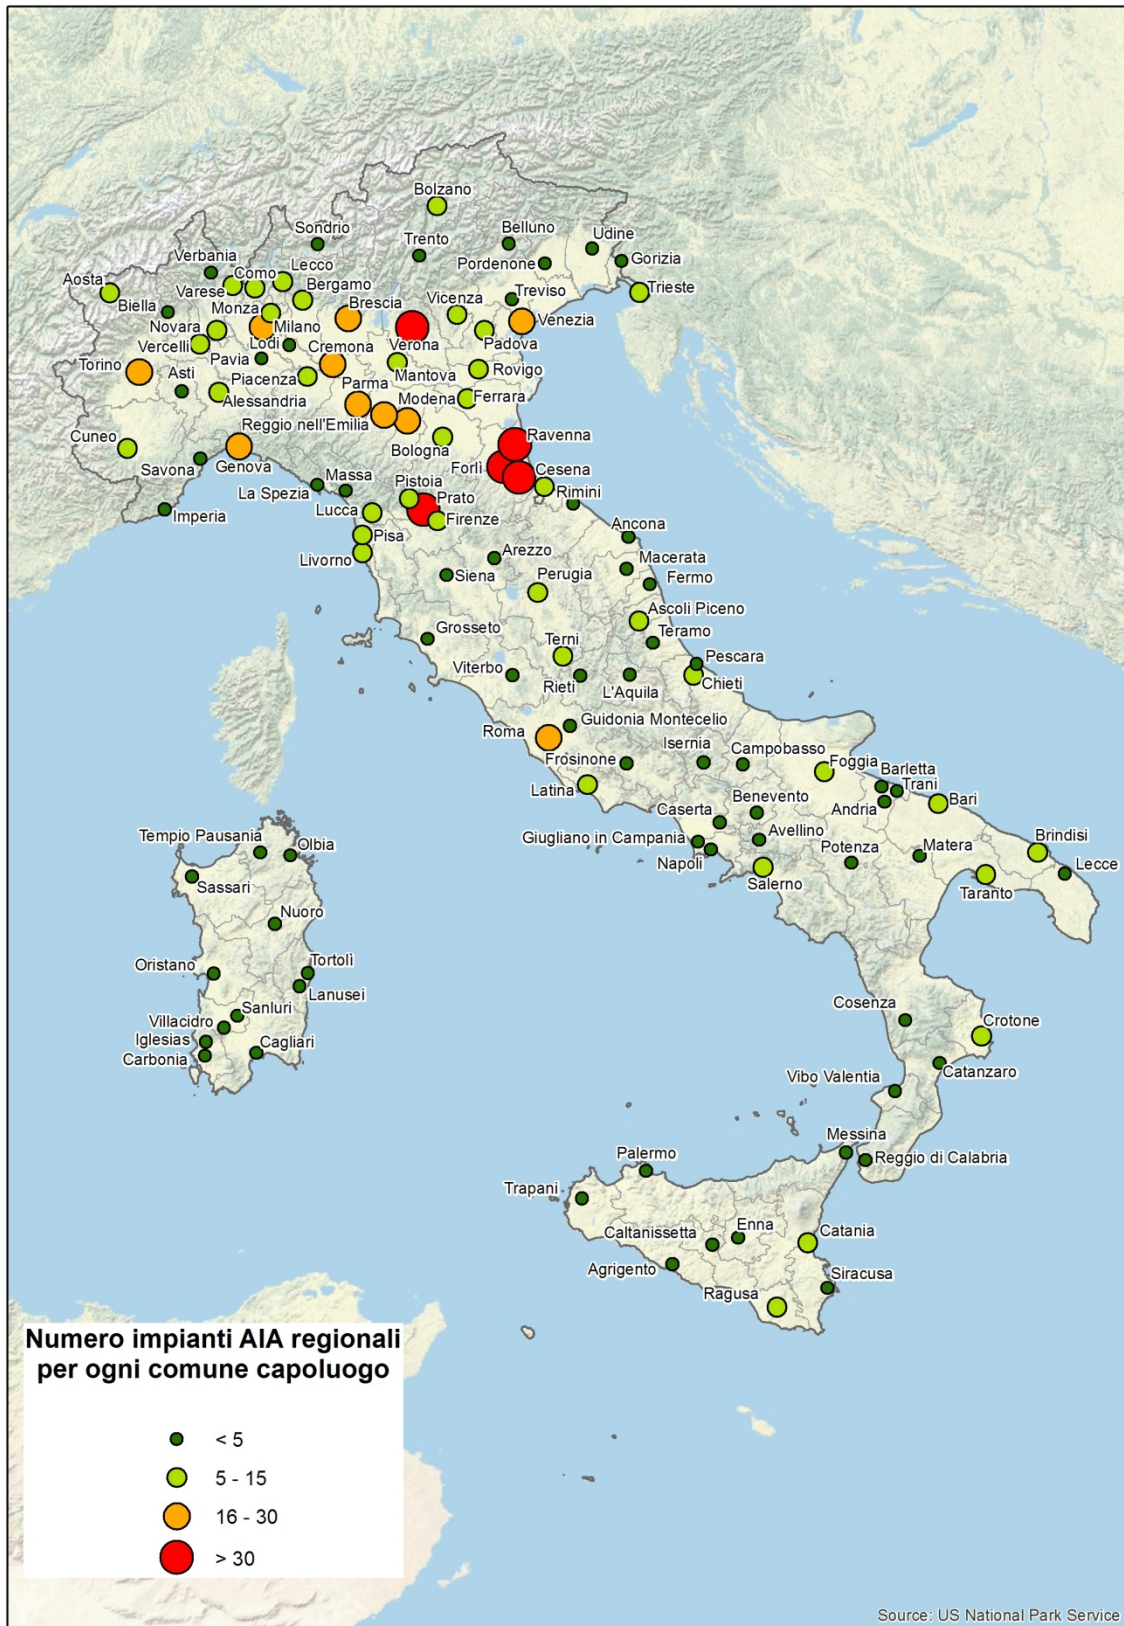 Bolzano
Sondrio
Belluno
Udine
Trento
Verbania
Pordenone
Gorizia
Lecco
Como
Aosta
Bergamo
Varese
Treviso
Trieste
Biella
Brescia
Vicenza
Monza
Venezia
Novara
Milano
Lodi
Verona
Padova
Vercelli
Cremona
Pavia
Torino
Rovigo
Asti
Piacenza
Mantova
Parma
Modena
Ferrara
Alessandria
Reggio nell'Emilia
Cuneo
Ravenna
Bologna
Genova
Savona
Forlì
Cesena
Massa
Pistoia
La Spezia
Rimini
Prato
Imperia
Lucca
Firenze
Ancona
Pisa
Arezzo
Livorno
Macerata
Siena
Perugia
Fermo
Ascoli Piceno
Grosseto
Teramo
Terni
Pescara
Viterbo
Rieti
L'Aquila
Chieti
Guidonia Montecelio
Roma
Isernia
Campobasso
Frosinone
Foggia
Barletta
Trani
Latina
Benevento
Bari
Caserta
Andria
Avellino
Giugliano in Campania
Brindisi
Tempio Pausania
Olbia
Napoli
Potenza
Matera
Lecce
Sassari
Salerno
Taranto
Nuoro
Oristano
Tortolì
Lanusei
Cosenza
Sanluri
Villacidro
Crotone
Iglesias
Cagliari
Carbonia
Catanzaro
Vibo Valentia
Messina
Palermo
Reggio di Calabria
Trapani
Enna
Caltanissetta
Catania
Agrigento
Siracusa
Ragusa
Numero impianti AIA regionali
per ogni comune capoluogo
< 5
5 - 15
16 - 30
> 30
Source: US National Park Service